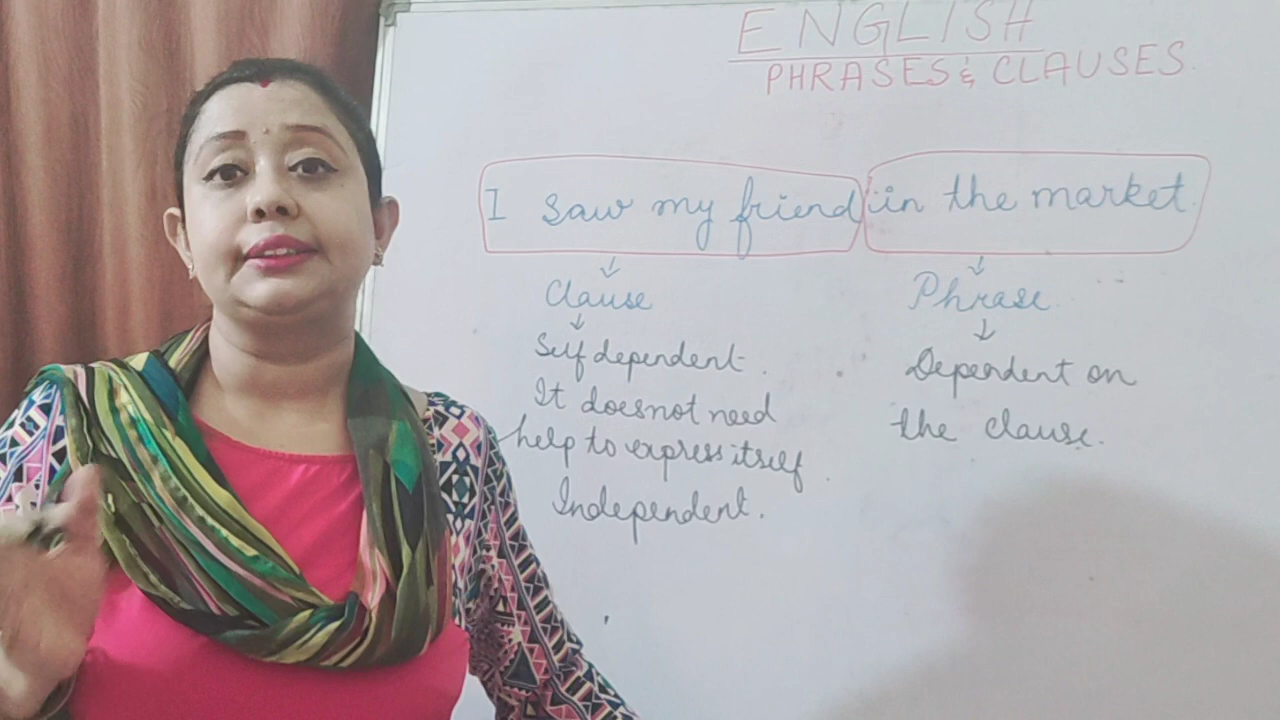 ENGLISH
PHRASES & CLAUSES.
I saw my friend in the market.
Clause
Self dependent.
It doesnot need
help to express itself.
Independent.
Phrase.
Dependent on
the clause.